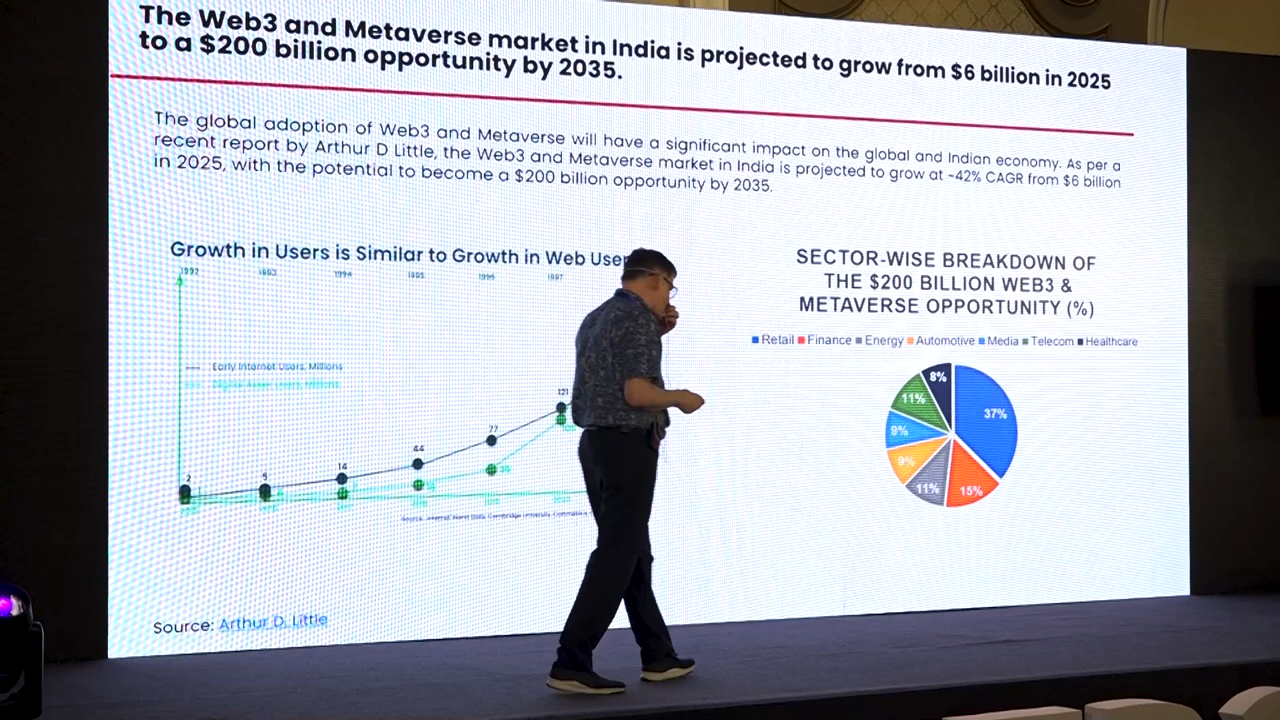 The Web3 and Metaverse market in India is projected to grow from $6 billion in 2025
to a $200 billion opportunity by 2035.
The global adoption of Web3 and Metaverse will have a significant impact on the global and Indian economy. As per a
recent report by Arthur D Little, the Web3 and Metaverse market in India is projected to grow at ~42% CAGR from $6 billion
in 2025, with the potential to become a $200 billion opportunity by 2035.
Growth in Users is Similar to Growth in Web
1992 1993 1994 1995 1996 1997
Early Internet Users, Millions
121
77
44
14
2
Source: Arthur D. Little
SECTOR-WISE BREAKDOWN OF
THE $200 BILLION WEB3 &
METAVERSE OPPORTUNITY (%)
Retail Finance Energy Automotive Media Telecom Healthcare
8%
37%
11%
9%
9%
11%
15%